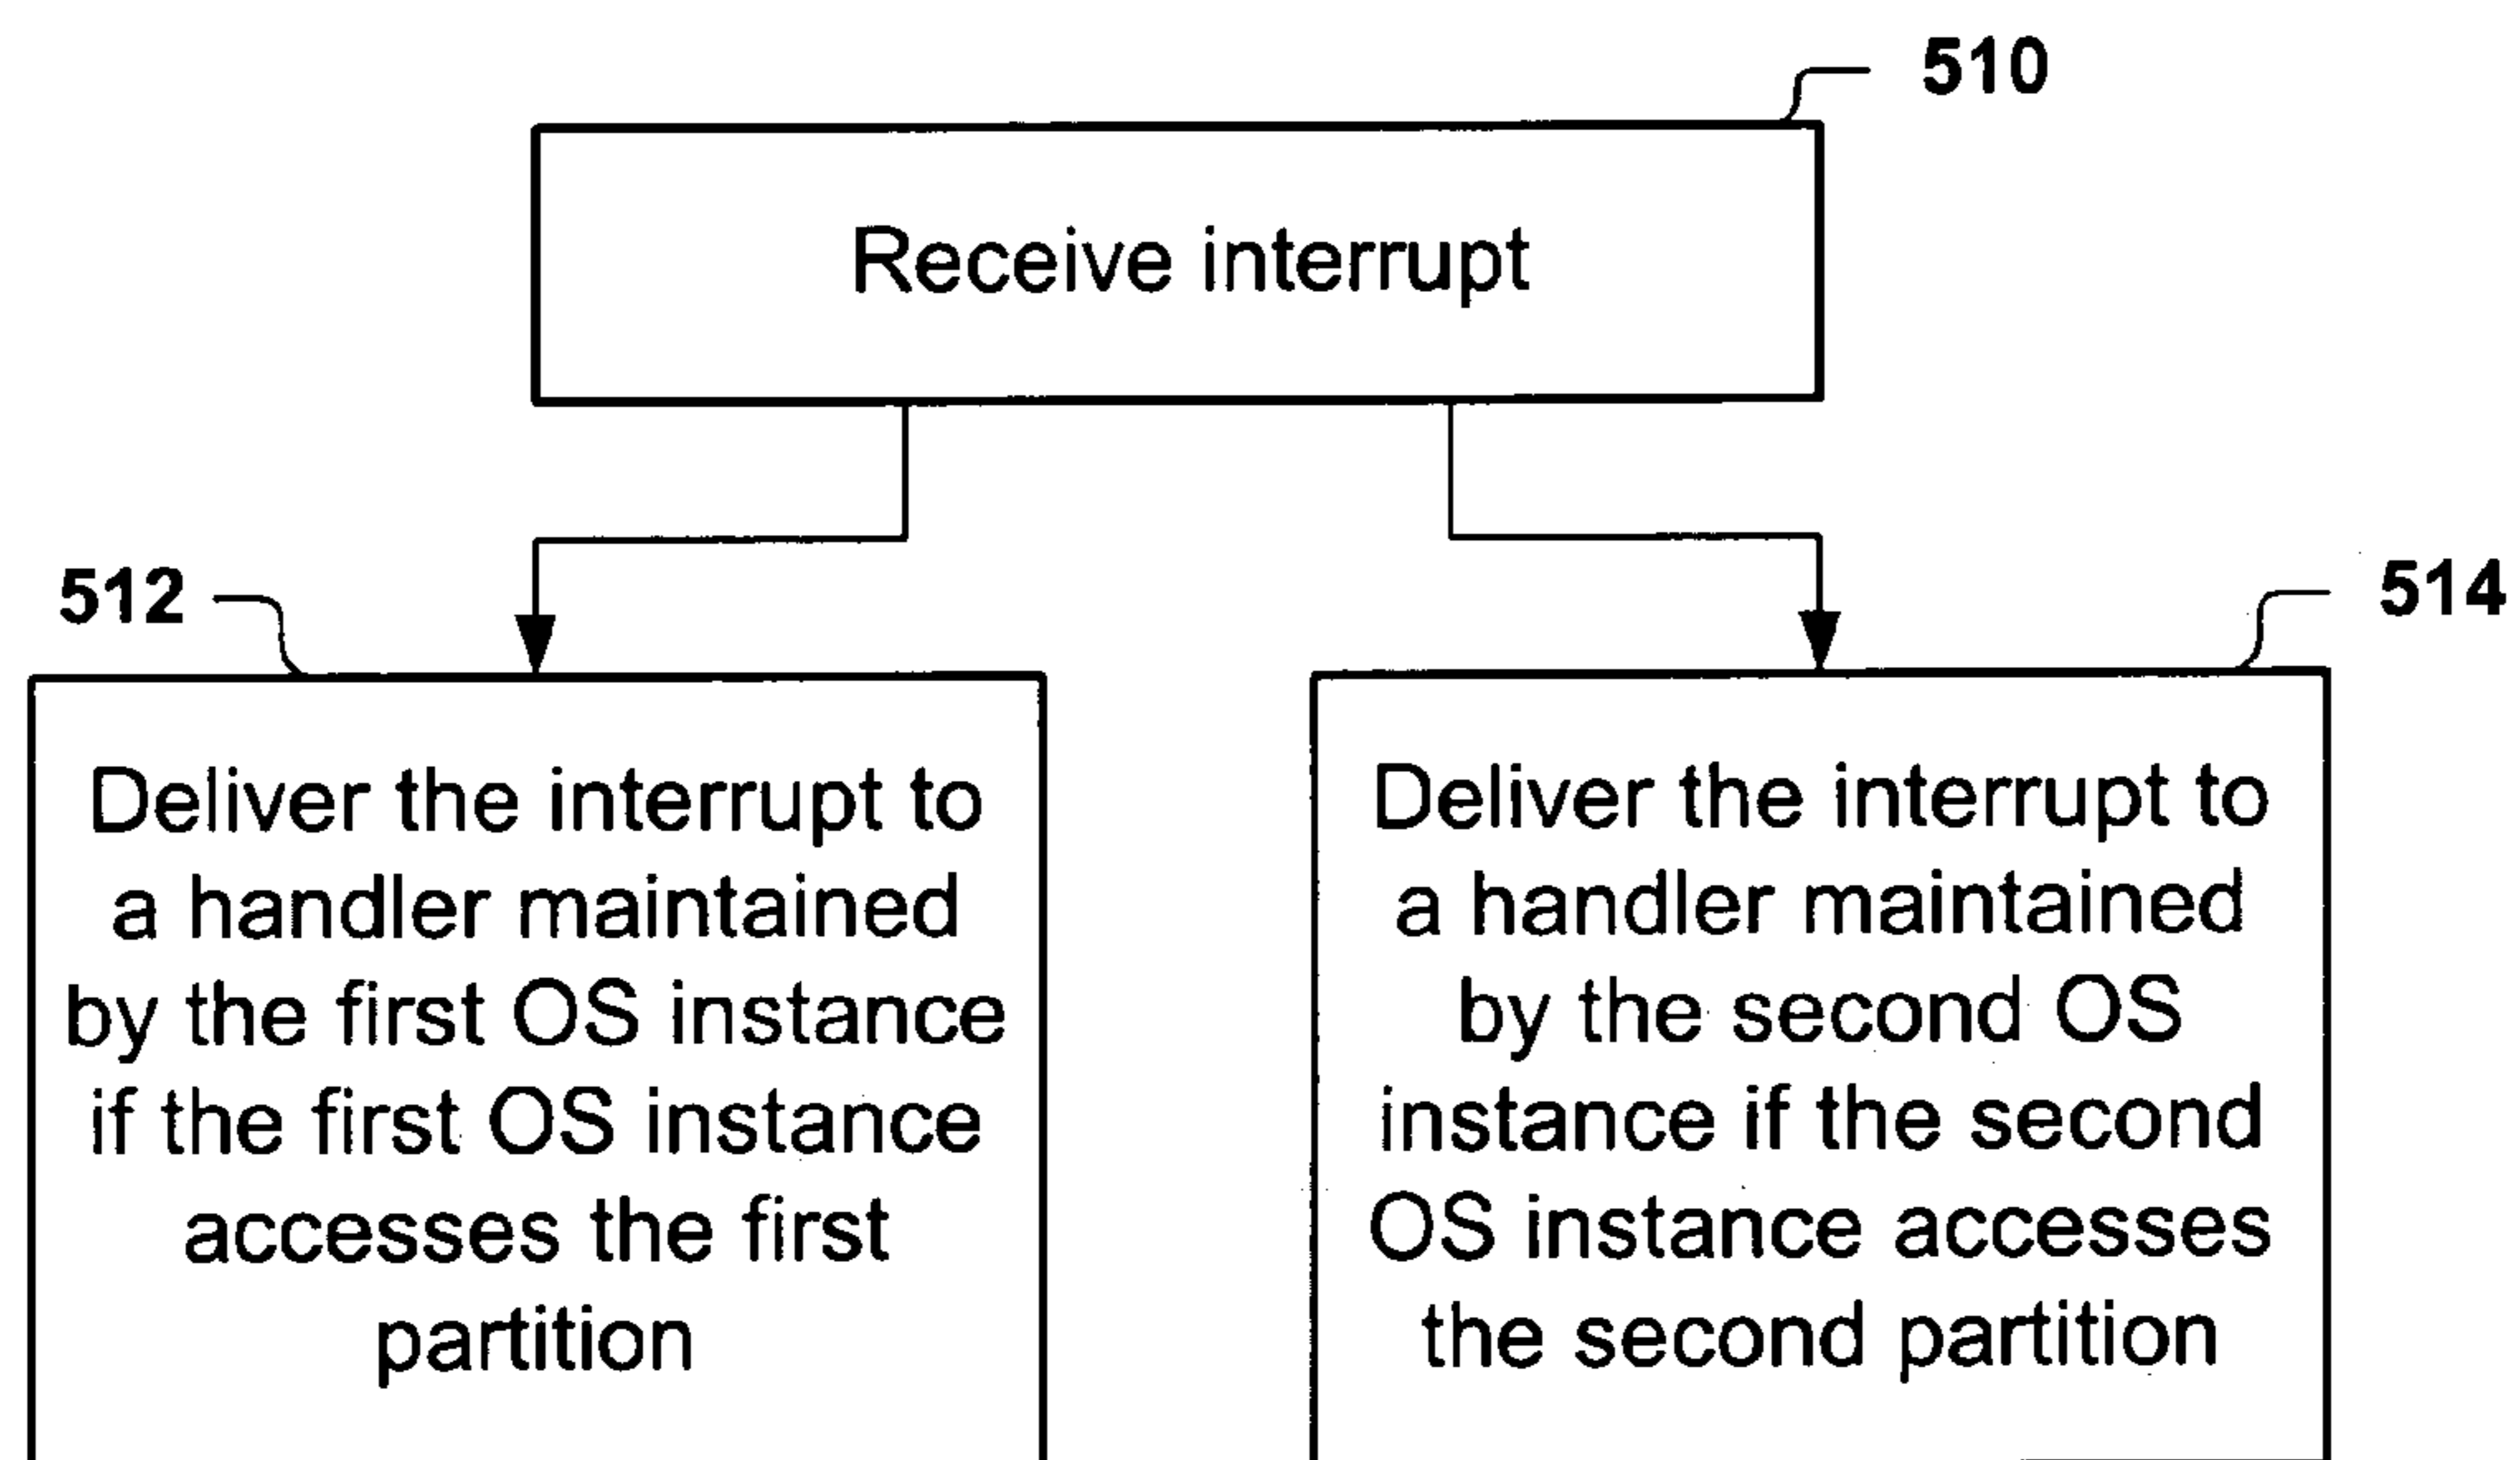 510
Receive interrupt
512
514
Deliver the interrupt to
a handler maintained
by the first OS instance
if the first OS instance
accesses the first
partition
Deliver the interrupt to
a handler maintained
by the second OS
instance if the second
OS instance accesses
the second partition